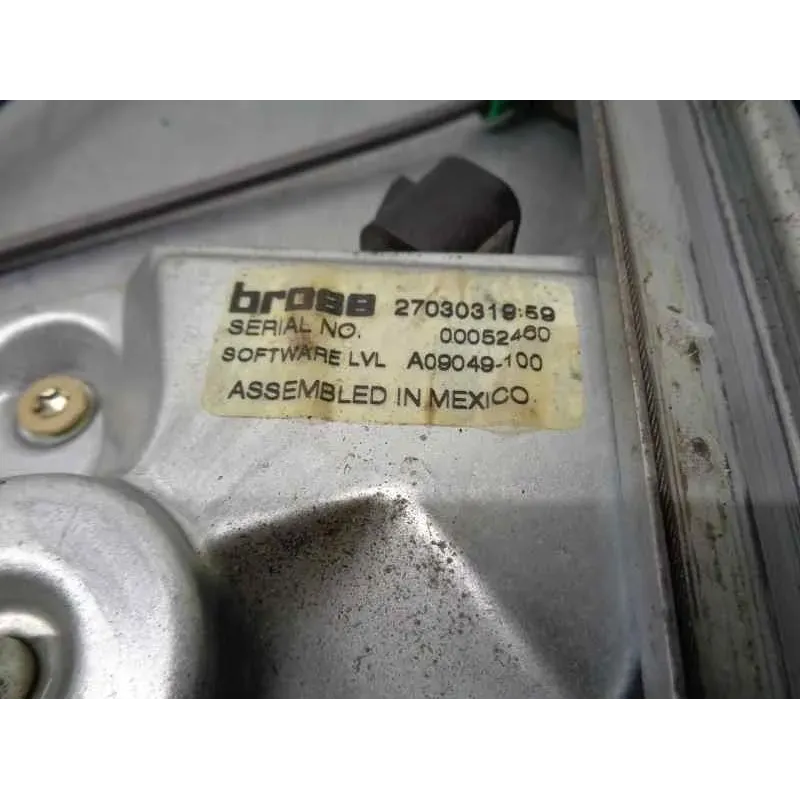 brose 27030319:59
SERIAL NO. 00052460
SOFTWARE LVL A09049-100
ASSEMBLED IN MEXICO